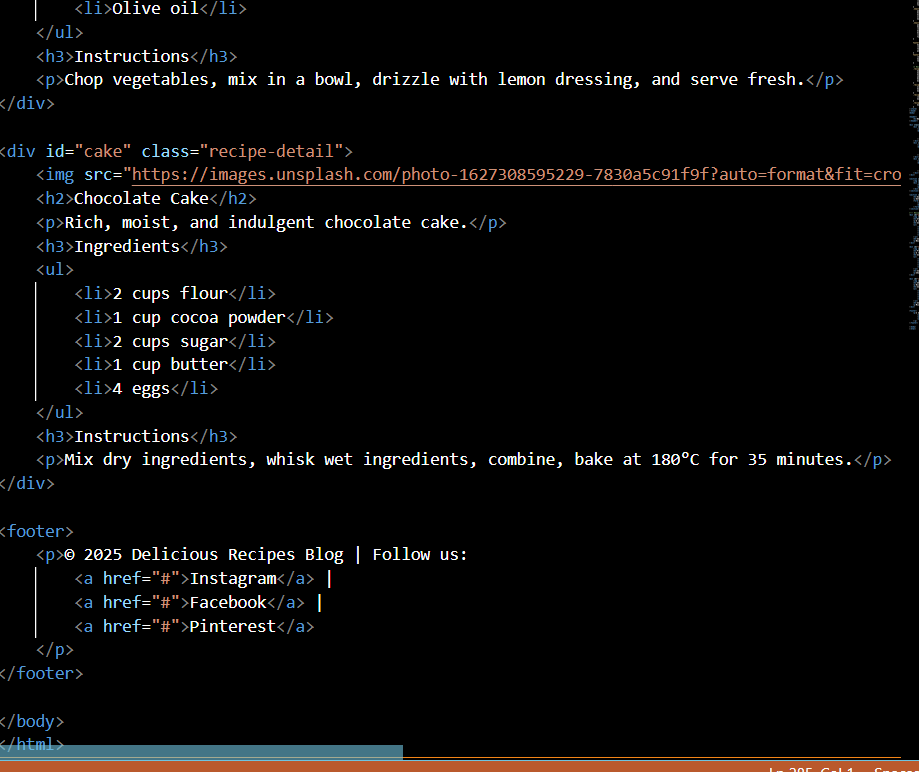 <li>Olive oil</li>
</ul>
<h3>Instructions</h3>
<p>Chop vegetables, mix in a bowl, drizzle with lemon dressing, and serve fresh.</p>
</div>
<div id="cake" class="recipe-detail">
<img src="https://images.unsplash.com/photo-1627308595229-7830a5c91f9f?auto=format&fit=cro
<h2>Chocolate Cake</h2>
<p>Rich, moist, and indulgent chocolate cake.</p>
<h3>Ingredients</h3>
<ul>
<li>2 cups flour</li>
<li>1 cup cocoa powder</li>
<li>2 cups sugar</li>
<li>1 cup butter</li>
<li>4 eggs</li>
</ul>
<h3>Instructions</h3>
<p>Mix dry ingredients, whisk wet ingredients, combine, bake at 180°C for 35 minutes.</p>
</div>
<footer>
<p>© 2025 Delicious Recipes Blog | Follow us:
<a href="#">Instagram</a> |
<a href="#">Facebook</a> |
<a href="#">Pinterest</a>
</p>
</footer>
</body>
</html>